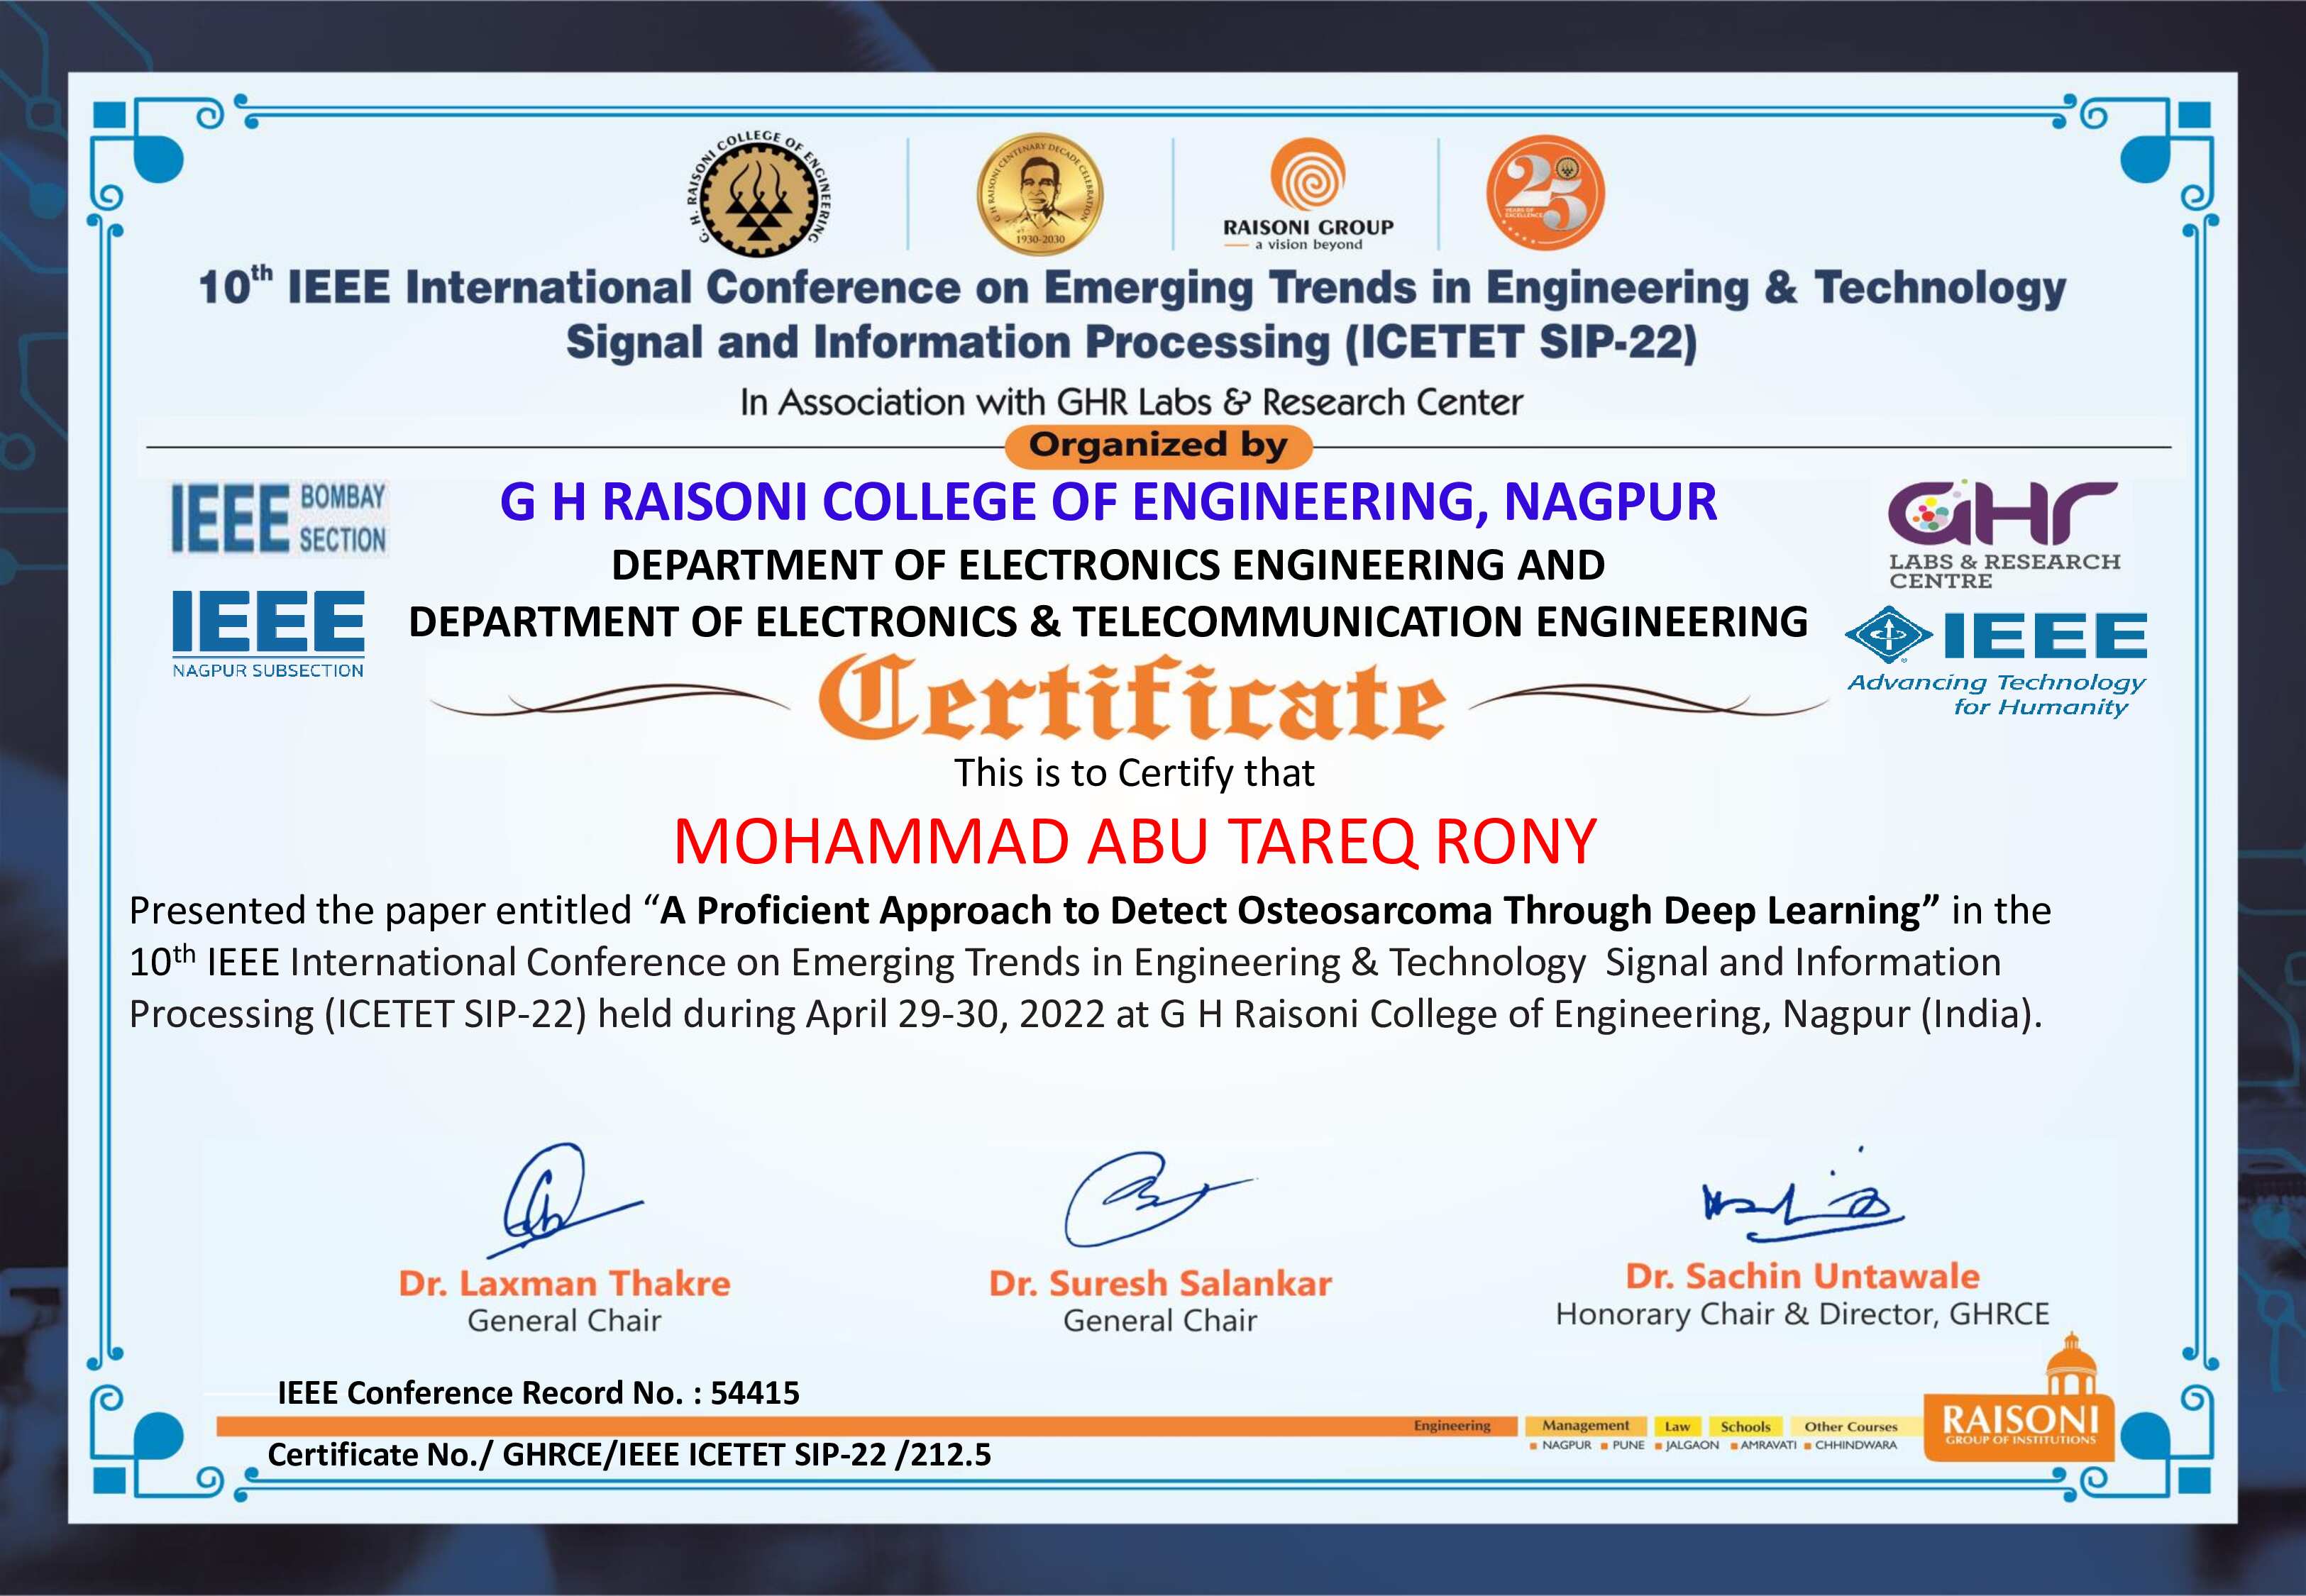 G. H. RAISONI COLLEGE OF ENGINEERING
G H RAISONI CENTENARY DECADE CELEBRATION
1930-2030
RAISONI GROUP
a vision beyond
25
YEARS OF
EXCELLENCE
10th IEEE International Conference on Emerging Trends in Engineering & Technology
Signal and Information Processing (ICETET SIP-22)
In Association with GHR Labs & Research Center
Organized by
IEEE BOMBAY
SECTION
IEEE
NAGPUR SUBSECTION
G H RAISONI COLLEGE OF ENGINEERING, NAGPUR
DEPARTMENT OF ELECTRONICS ENGINEERING AND
DEPARTMENT OF ELECTRONICS & TELECOMMUNICATION ENGINEERING
GHR
LABS & RESEARCH
CENTRE
IEEE
Advancing Technology
for Humanity
Certificate
This is to Certify that
MOHAMMAD ABU TAREQ RONY
Presented the paper entitled “A Proficient Approach to Detect Osteosarcoma Through Deep Learning” in the
10th IEEE International Conference on Emerging Trends in Engineering & Technology Signal and Information
Processing (ICETET SIP-22) held during April 29-30, 2022 at G H Raisoni College of Engineering, Nagpur (India).
Dr. Laxman Thakre
General Chair
Dr. Suresh Salankar
General Chair
Dr. Sachin Untawale
Honorary Chair & Director, GHRCE
IEEE Conference Record No. : 54415
Certificate No./ GHRCE/IEEE ICETET SIP-22 /212.5
Engineering Management Law Schools Other Courses
NAGPUR PUNE JALGAON AMRAVATI CHHINDWARA
RAISONI
GROUP OF INSTITUTIONS